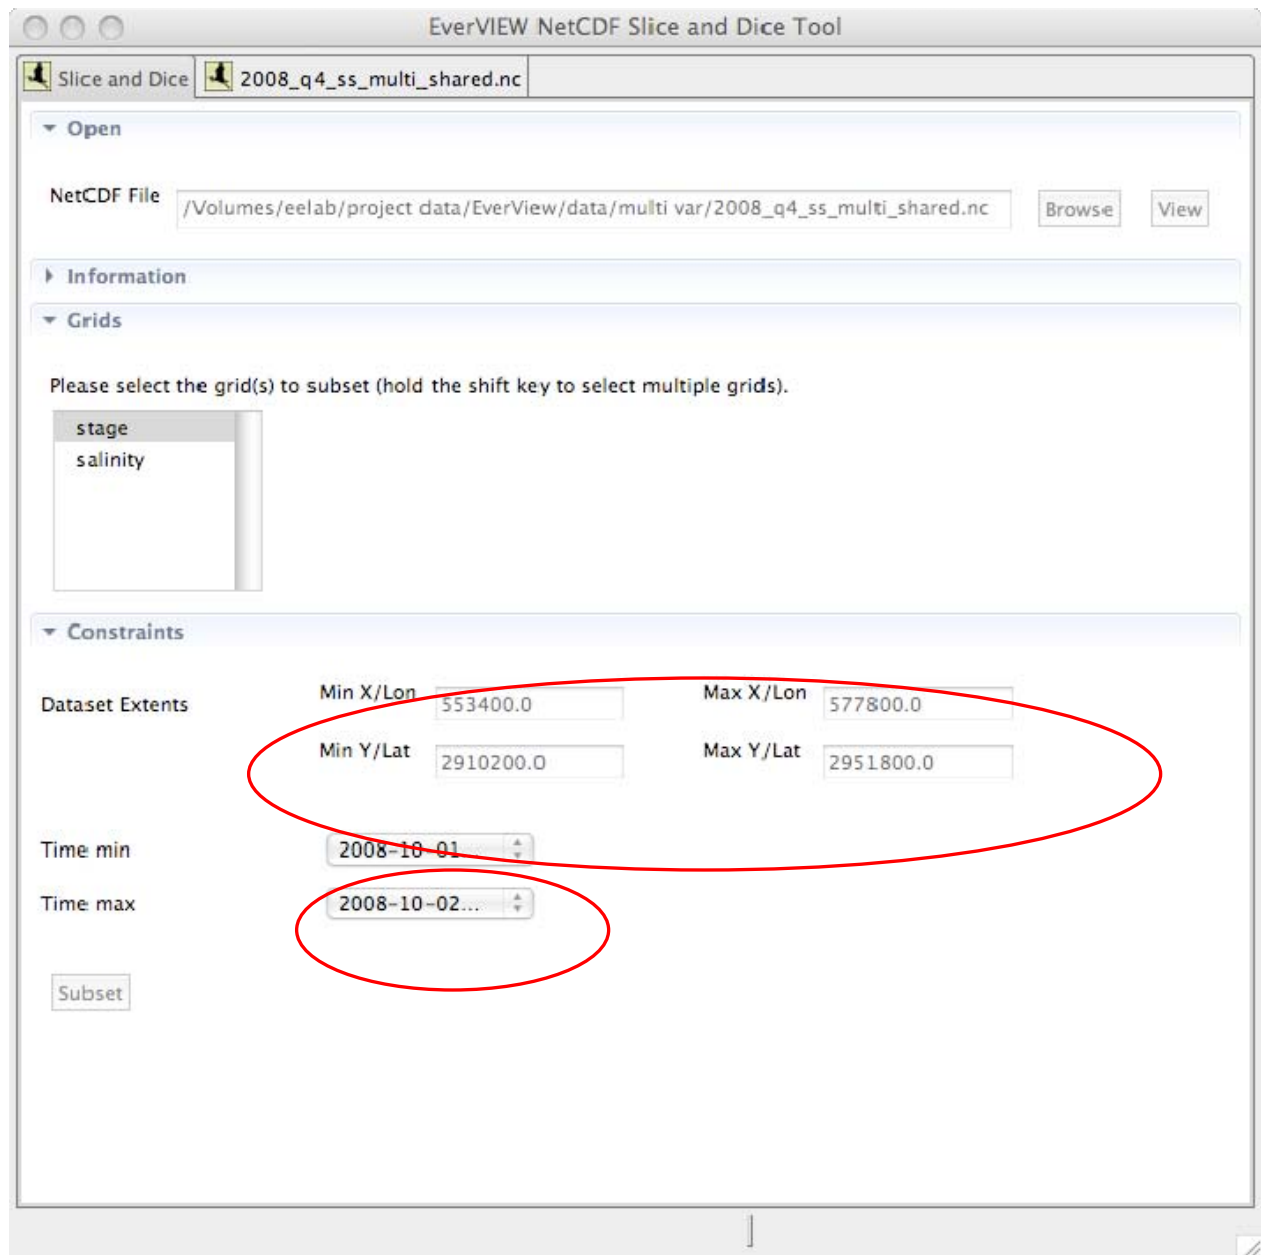 EverVIEW NetCDF Slice and Dice Tool
Slice and Dice 2008_q4_ss_multi_shared.nc
Open
NetCDF File /Volumes/eelab/project data/EverView/data/multi var/2008_q4_ss_multi_shared.nc Browse View
Information
Grids
Please select the grid(s) to subset (hold the shift key to select multiple grids).
stage
salinity
Constraints
Dataset Extents Min X/Lon 553400.0 Max X/Lon 577800.0
Min Y/Lat 2910200.0 Max Y/Lat 2951800.0
Time min 2008-10-01...
Time max 2008-10-02...
Subset